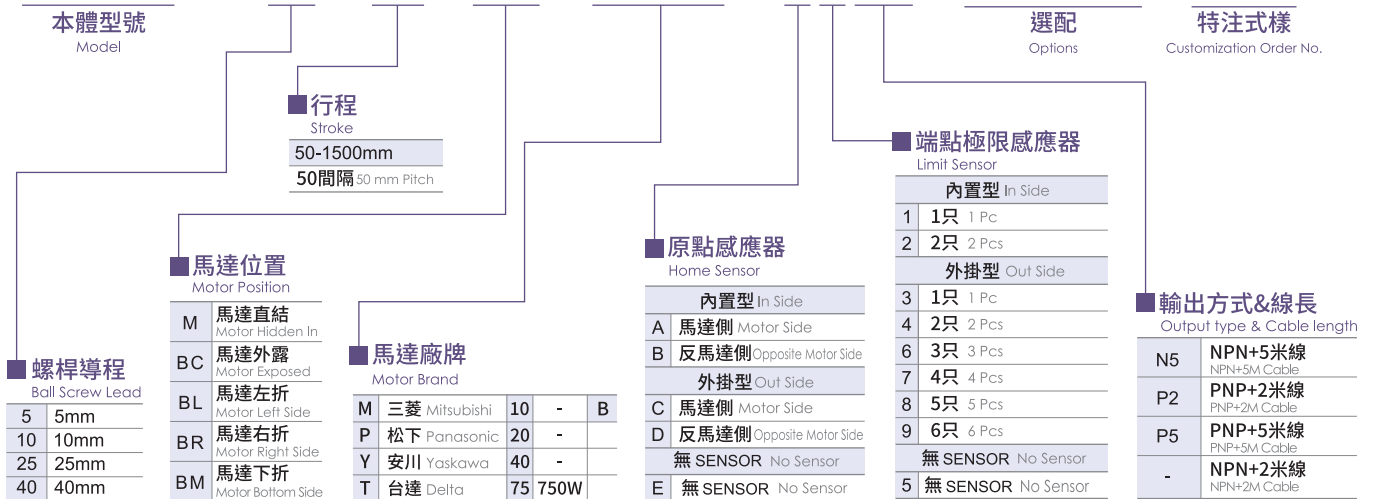 本體型號
Model
選配
Options
特注式樣
Customization Order No.
行程
Stroke
50-1500mm
50間隔 50 mm Pitch
端點極限感應器
Limit Sensor
內置型 In Side
1 1只 1 Pc
2 2只 2 Pcs
外掛型 Out Side
3 1只 1 Pc
4 2只 2 Pcs
6 3只 3 Pcs
7 4只 4 Pcs
8 5只 5 Pcs
9 6只 6 Pcs
無 SENSOR No Sensor
5 無 SENSOR No Sensor
原點感應器
Home Sensor
內置型 In Side
A 馬達側 Motor Side
B 反馬達側 Opposite Motor Side
外掛型 Out Side
C 馬達側 Motor Side
D 反馬達側 Opposite Motor Side
無 SENSOR No Sensor
E 無 SENSOR No Sensor
馬達位置
Motor Position
M 馬達直結
Motor Hidden In
BC 馬達外露
Motor Exposed
BL 馬達左折
Motor Left Side
BR 馬達右折
Motor Right Side
BM 馬達下折
Motor Bottom Side
輸出方式&線長
Output type & Cable length
N5 NPN+5米線
NPN+5M Cable
P2 PNP+2米線
PNP+2M Cable
P5 PNP+5米線
PNP+5M Cable
- NPN+2米線
NPN+2M Cable
馬達廠牌
Motor Brand
M 三菱 Mitsubishi 10 - B
P 松下 Panasonic 20 -
Y 安川 Yaskawa 40 -
T 台達 Delta 75 750W
螺桿導程
Ball Screw Lead
5 5mm
10 10mm
25 25mm
40 40mm